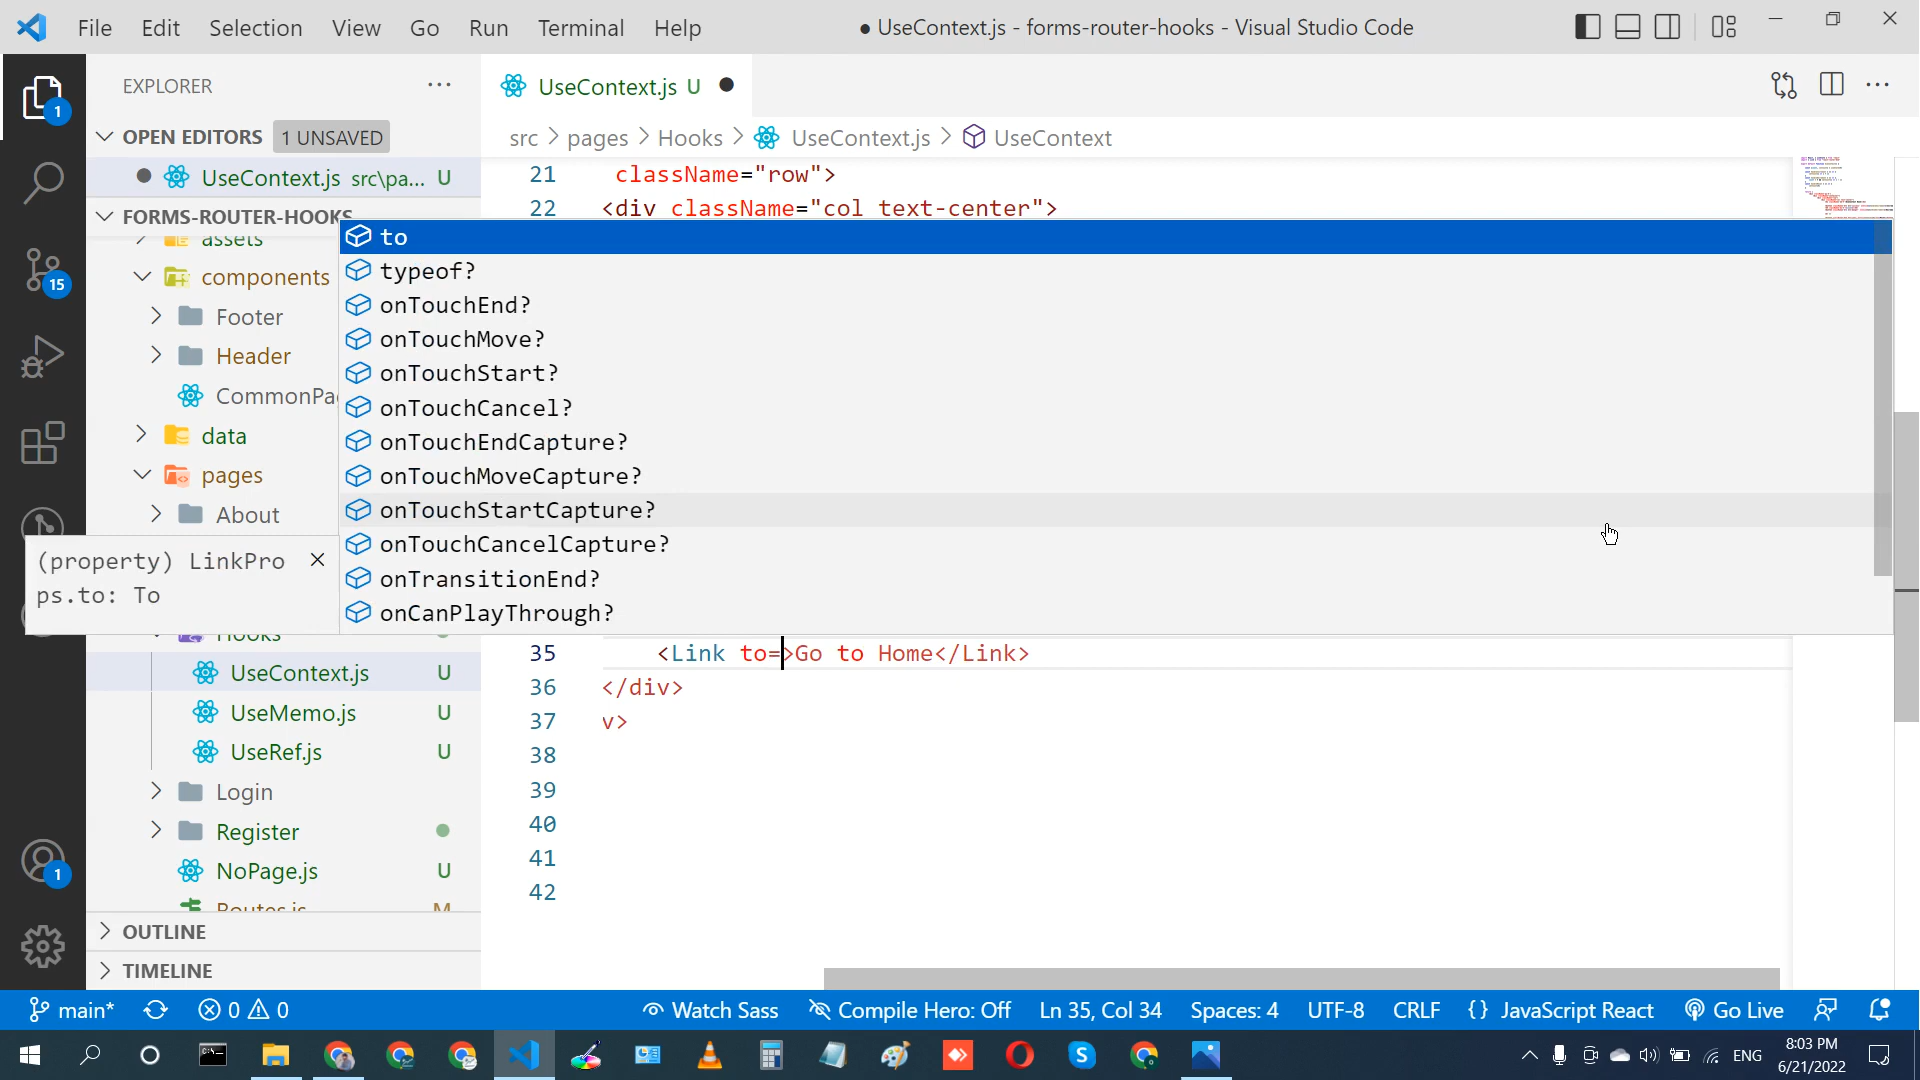 File Edit Selection View Go Run Terminal Help
● UseContext.js - forms-router-hooks - Visual Studio Code
EXPLORER
OPEN EDITORS 1 UNSAVED
UseContext.js src\pa... U
FORMS-ROUTER-HOOKS
assets
components
Footer
Header
CommonPa
data
pages
About
Hooks
UseContext.js U
UseMemo.js U
UseRef.js U
Login
Register
NoPage.js U
Routes.js M
OUTLINE
TIMELINE
1
15
1
UseContext.js U
src > pages > Hooks > UseContext.js > UseContext
21 className="row">
22 <div className="col text-center">
to
typeof?
onTouchEnd?
onTouchMove?
onTouchStart?
onTouchCancel?
onTouchEndCapture?
onTouchMoveCapture?
onTouchStartCapture?
onTouchCancelCapture?
onTransitionEnd?
onCanPlayThrough?
(property) LinkPro
ps.to: To
35 <Link to=>Go to Home</Link>
36 </div>
37 v>
38
39
40
41
42
main* 0 0 Watch Sass Compile Hero: Off Ln 35, Col 34 Spaces: 4 UTF-8 CRLF {} JavaScript React Go Live
ENG
8:03 PM
6/21/2022